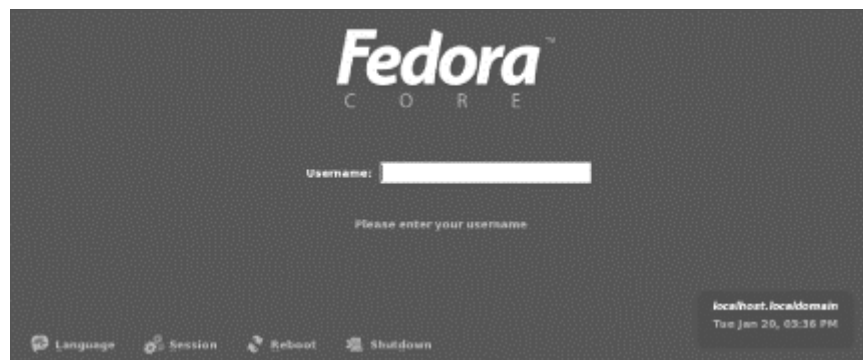 Fedora™
CORE
Username:
Please enter your username
localhost.localdomain
Tue Jan 20, 03:36 PM
Language Session Reboot Shutdown